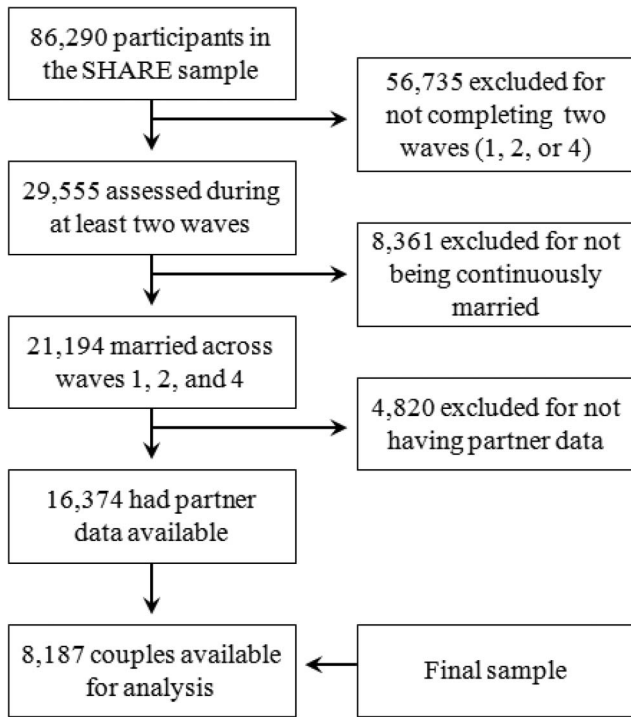 86,290 participants in
the SHARE sample
56,735 excluded for
not completing two
waves (1, 2, or 4)
29,555 assessed during
at least two waves
8,361 excluded for not
being continuously
married
21,194 married across
waves 1, 2, and 4
4,820 excluded for not
having partner data
16,374 had partner
data available
8,187 couples available
for analysis
Final sample